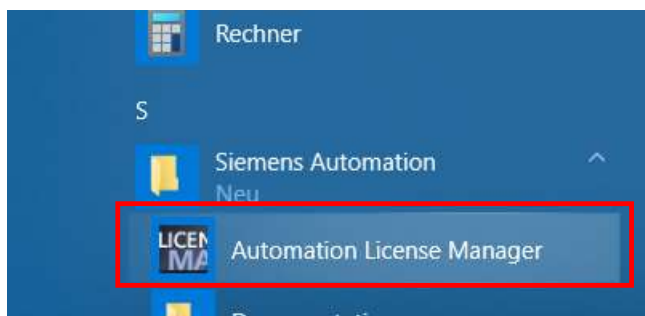 Rechner
S
Siemens Automation
Neu
LICEN
MA
Automation License Manager